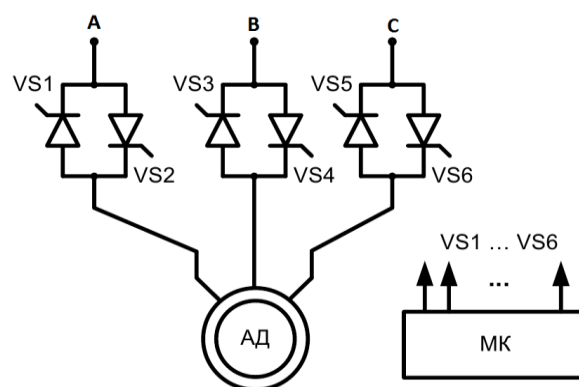 A B C
VS1 VS3 VS5
VS2 VS4 VS6
VS1 ... VS6
...
АД МК